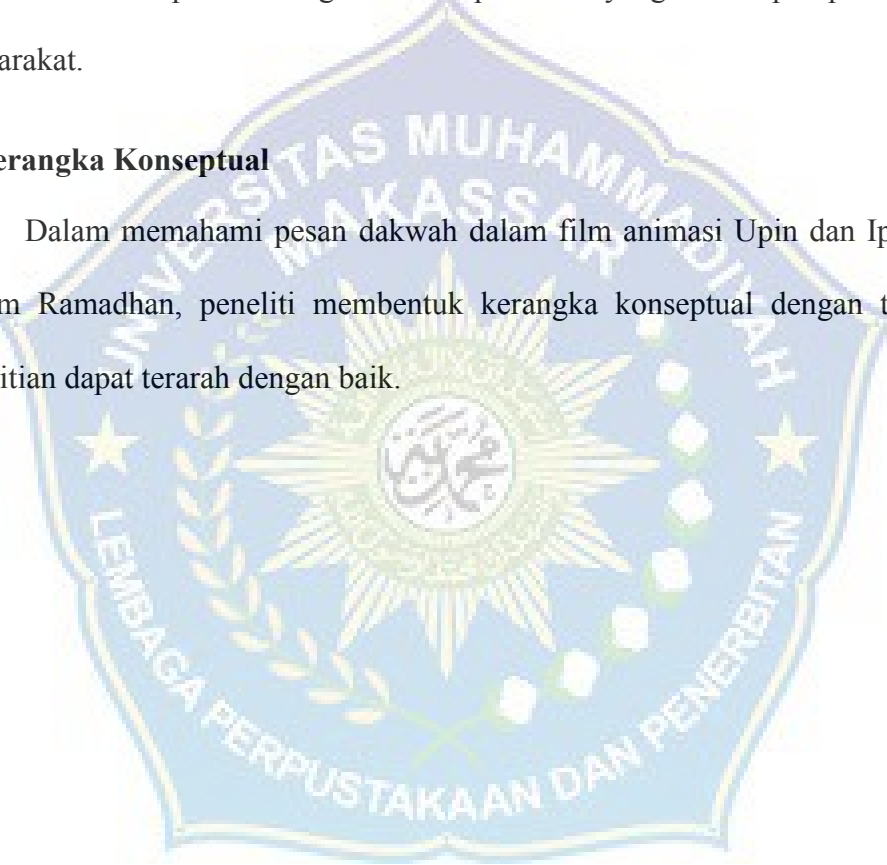 arakat.
erangka Konseptual
Dalam memahami pesan dakwah dalam film animasi Upin dan Ip
m Ramadhan, peneliti membentuk kerangka konseptual dengan t
itian dapat terarah dengan baik.
UNIVERSITAS MUHAMMADIYAH
MAKASSAR
LEMBAGA PERPUSTAKAAN DAN PENERBITAN